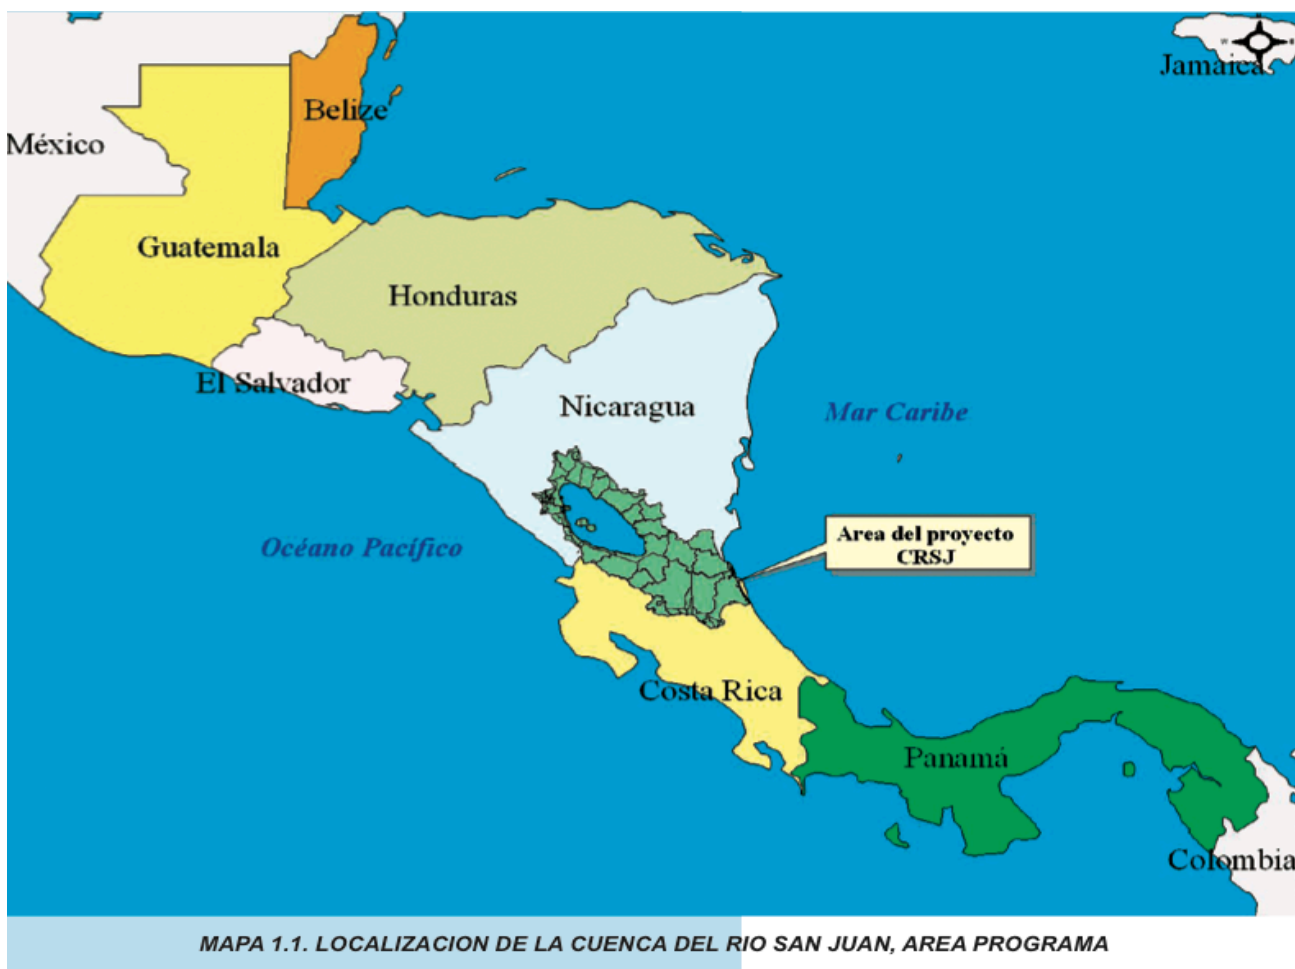 Jamaica
W
E
Belize
México
Guatemala
Honduras
El Salvador
Nicaragua
Mar Caribe
Océano Pacífico
Area del proyecto
CRSJ
Costa Rica
Panamá
Colombia
MAPA 1.1. LOCALIZACION DE LA CUENCA DEL RIO SAN JUAN, AREA PROGRAMA